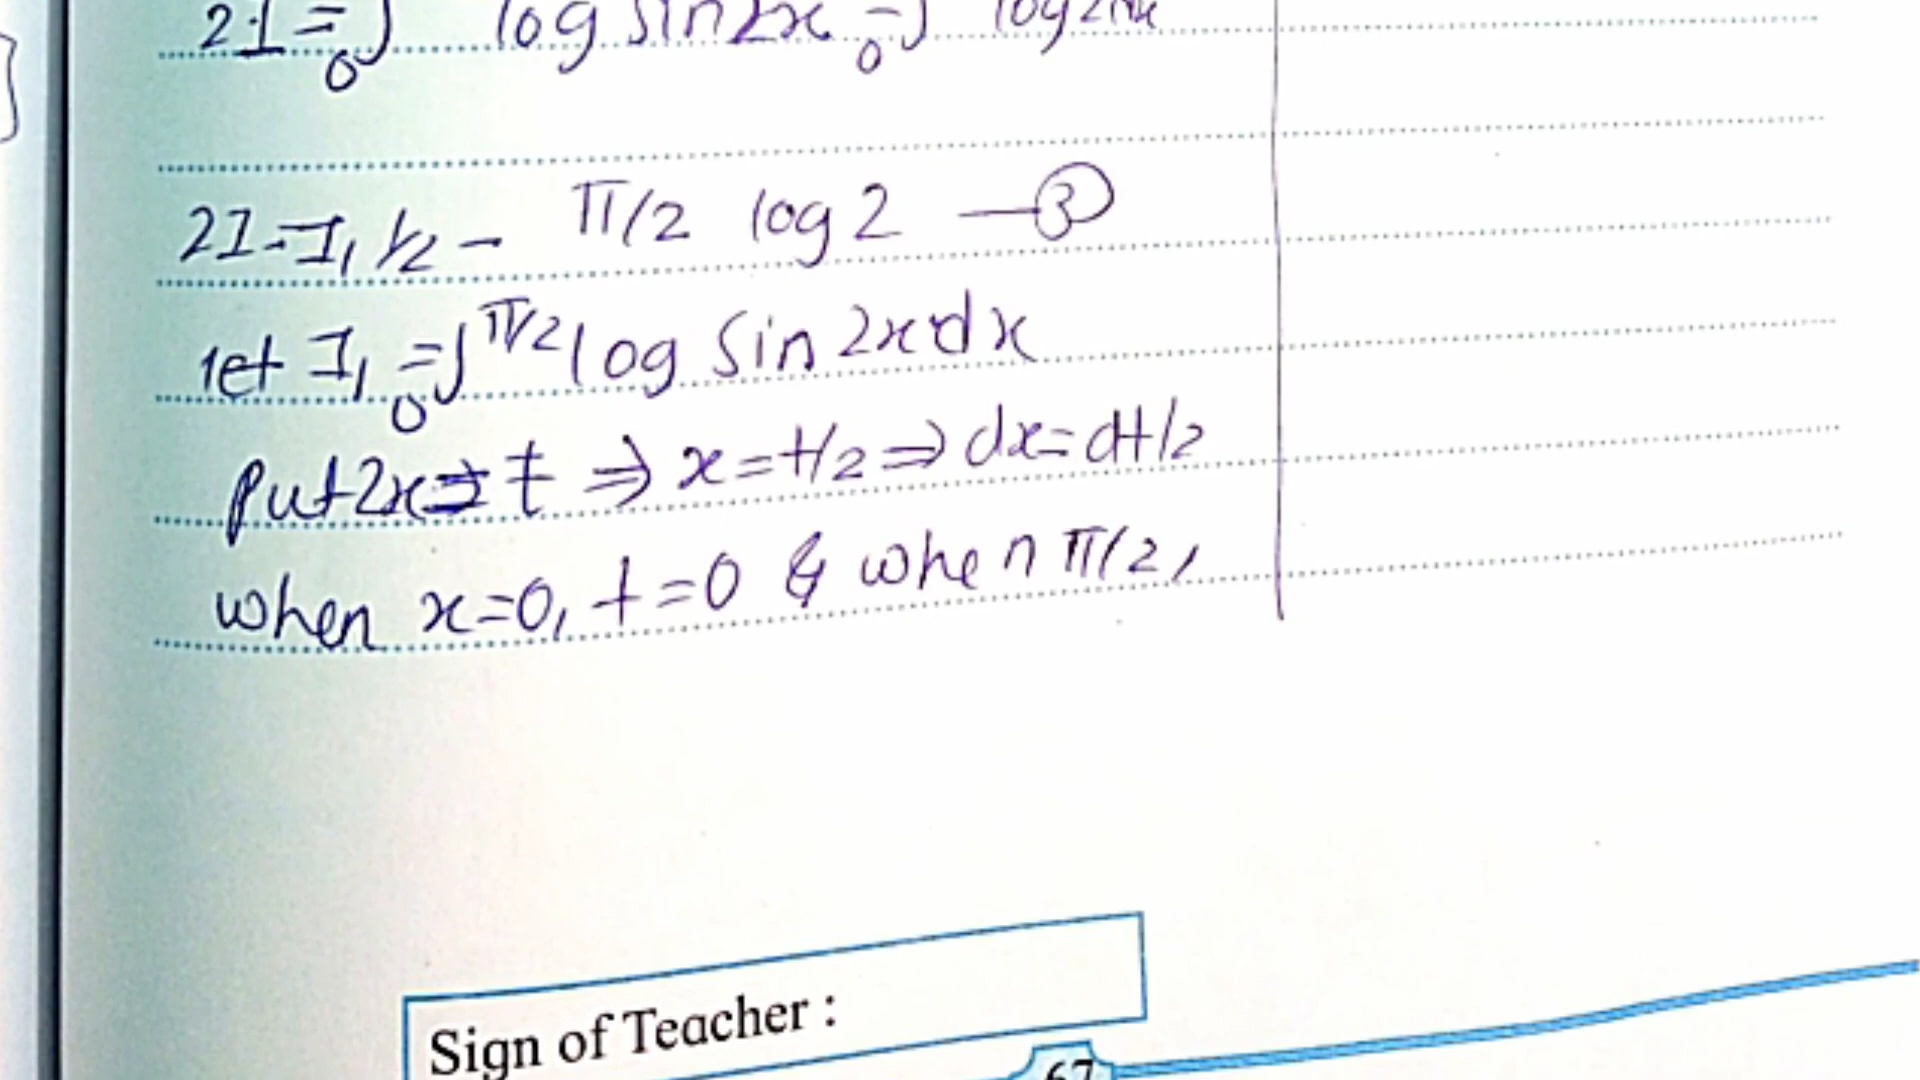 2I = ∫₀ log sin2x - ∫₀ log2dx
2I = I, 1/2 - π/2 log 2 —③
let I₁ = ∫₀^π/2 log sin 2x dx
put 2x = t ⇒ x = t/2 ⇒ dx = dt/2
when x=0, t=0 & when π/2,
Sign of Teacher :
67